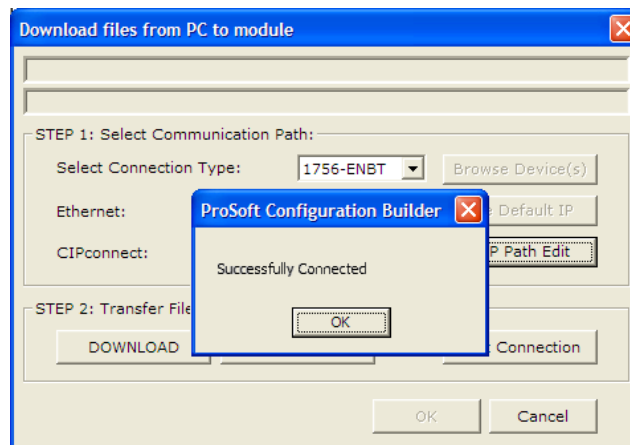 Download files from PC to module
STEP 1: Select Communication Path:
Select Connection Type: 1756-ENBT Browse Device(s)
Ethernet: Default IP
ProSoft Configuration Builder
CIPconnect: Path Edit
Successfully Connected
OK
STEP 2: Transfer File
DOWNLOAD Connection
OK Cancel